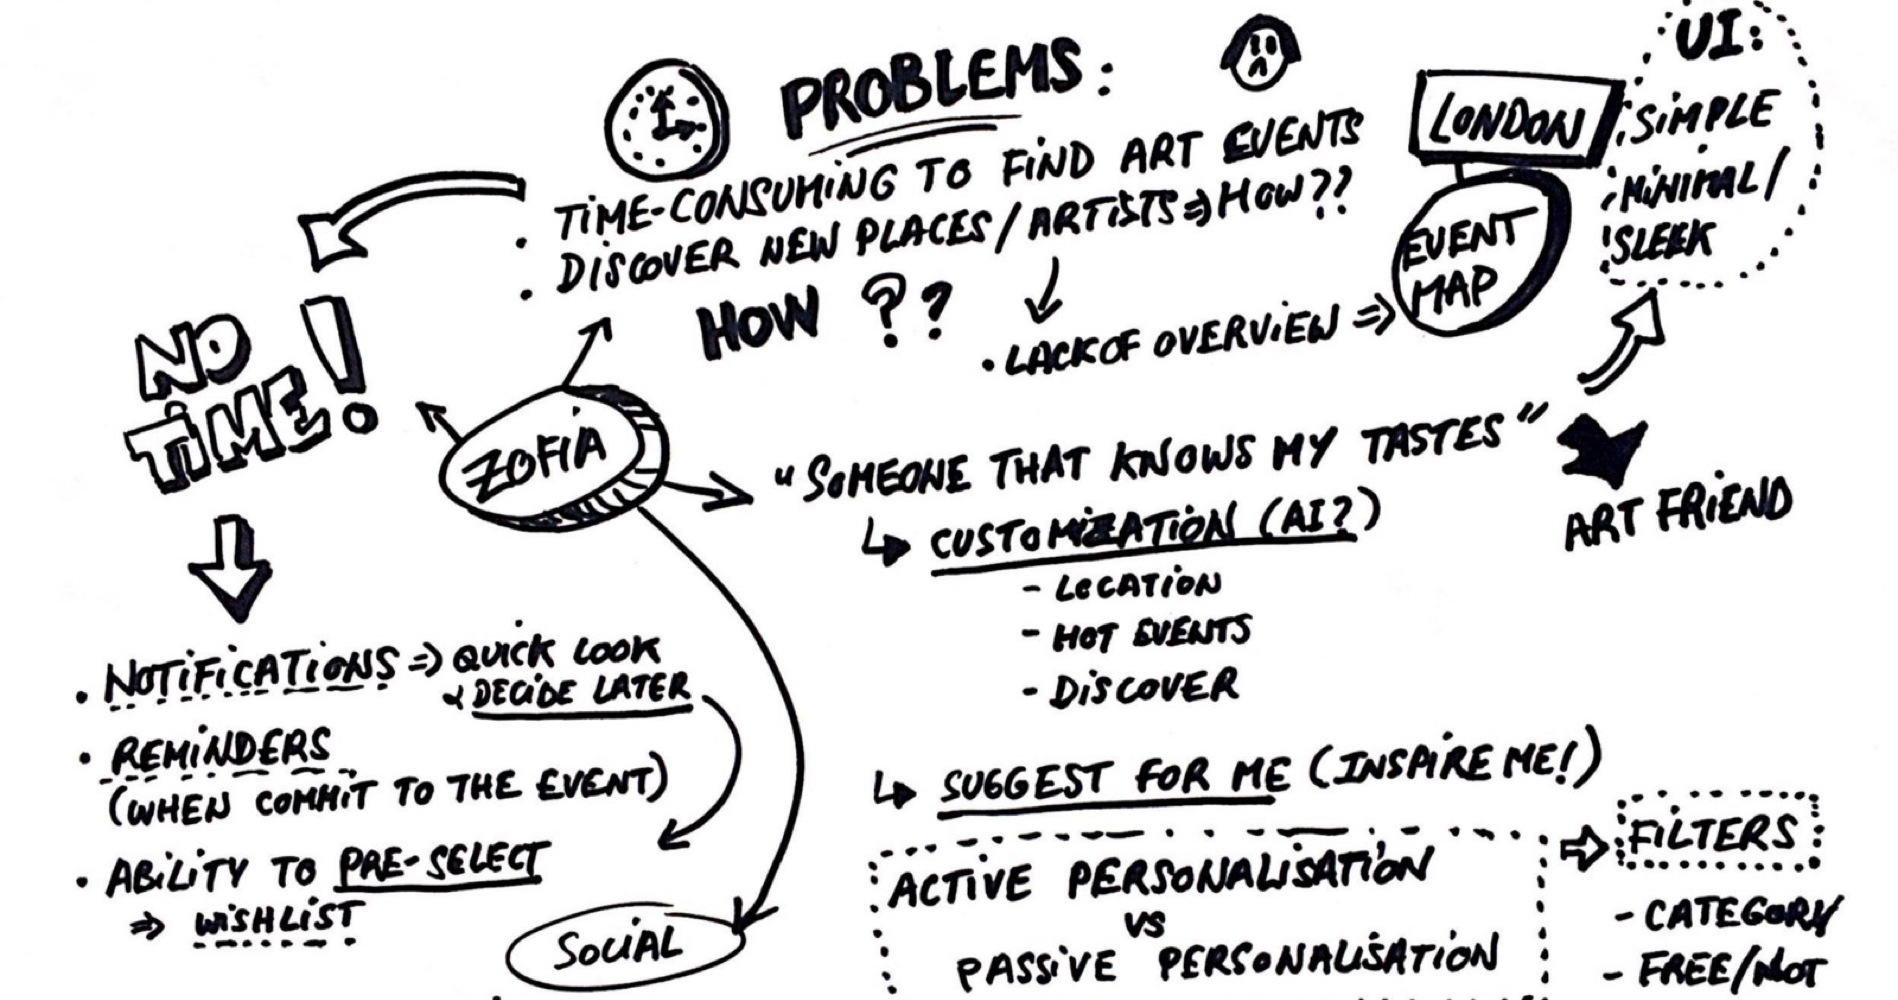 PROBLEMS:
• TIME-CONSUMING TO FIND ART EVENTS
• DISCOVER NEW PLACES/ARTISTS ⇒ HOW??
HOW ??
• LACK OF OVERVIEW ⇒
LONDON
EVENT
MAP
UI:
• SIMPLE
• MINIMAL/
SLEEK
NO
TIME!
ZOFIA
"SOMEONE THAT KNOWS MY TASTES"
ART FRIEND
↳ CUSTOMIZATION (AI?)
- LOCATION
- HOT EVENTS
- DISCOVER
• NOTIFICATIONS ⇒ QUICK LOOK
& DECIDE LATER
• REMINDERS
(WHEN COMMIT TO THE EVENT)
• ABILITY TO PRE-SELECT
⇒ WISHLIST
SOCIAL
↳ SUGGEST FOR ME (INSPIRE ME!)
ACTIVE PERSONALISATION
VS
PASSIVE PERSONALISATION
⇒ FILTERS
- CATEGORY
- FREE/NOT